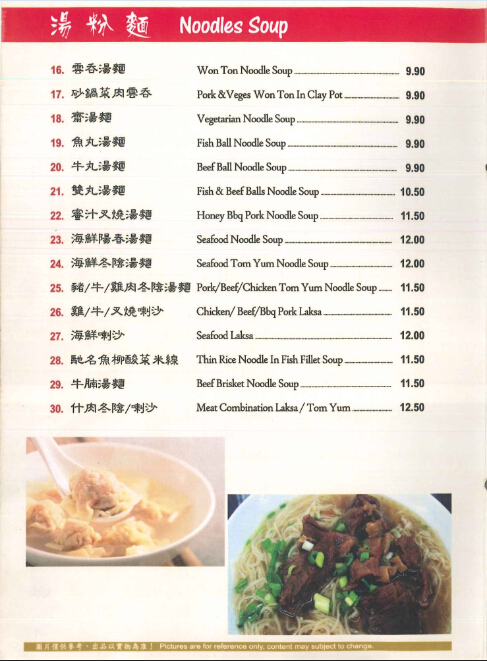 湯粉麵 Noodles Soup
16. 雲吞湯麵 Won Ton Noodle Soup 9.90
17. 砂鍋菜肉雲吞 Pork & Veges Won Ton In Clay Pot 9.90
18. 齋湯麵 Vegetarian Noodle Soup 9.90
19. 魚丸湯麵 Fish Ball Noodle Soup 9.90
20. 牛丸湯麵 Beef Ball Noodle Soup 9.90
21. 雙丸湯麵 Fish & Beef Balls Noodle Soup 10.50
22. 蜜汁叉燒湯麵 Honey Bbq Pork Noodle Soup 11.50
23. 海鮮陽春湯麵 Seafood Noodle Soup 12.00
24. 海鮮冬陰湯麵 Seafood Tom Yum Noodle Soup 12.00
25. 豬/牛/雞肉冬陰湯麵 Pork/Beef/Chicken Tom Yum Noodle Soup 11.50
26. 雞/牛/叉燒喇沙 Chicken/ Beef/Bbq Pork Laksa 11.50
27. 海鮮喇沙 Seafood Laksa 12.00
28. 馳名魚柳酸菜米線 Thin Rice Noodle In Fish Fillet Soup 11.50
29. 牛腩湯麵 Beef Brisket Noodle Soup 11.50
30. 什肉冬陰/喇沙 Meat Combination Laksa / Tom Yum 12.50
圖片僅供參考，出品以實物為準！ Pictures are for reference only, content may subject to change.